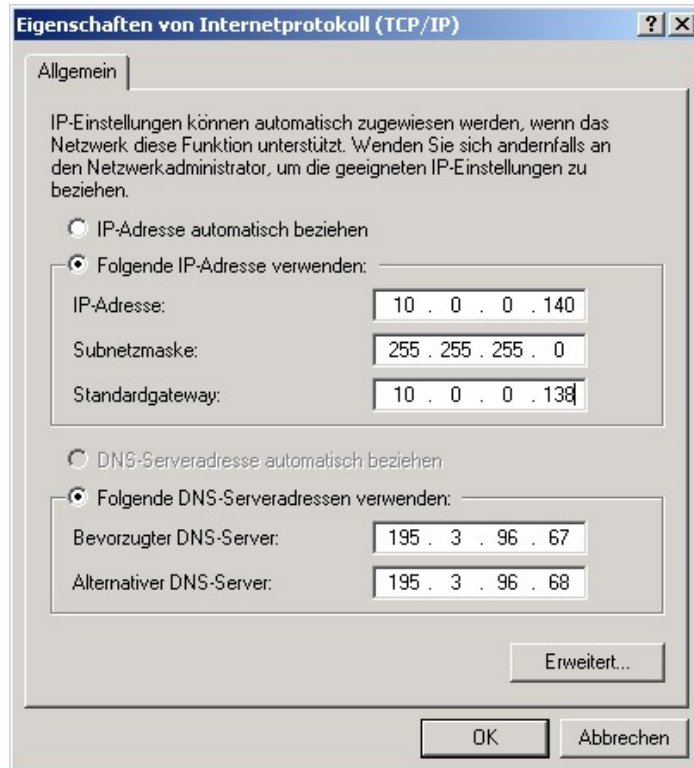 Eigenschaften von Internetprotokoll (TCP/IP)
Allgemein
IP-Einstellungen können automatisch zugewiesen werden, wenn das
Netzwerk diese Funktion unterstützt. Wenden Sie sich andernfalls an
den Netzwerkadministrator, um die geeigneten IP-Einstellungen zu
beziehen.
IP-Adresse automatisch beziehen
Folgende IP-Adresse verwenden:
IP-Adresse: 10 . 0 . 0 . 140
Subnetzmaske: 255 . 255 . 255 . 0
Standardgateway: 10 . 0 . 0 . 138
DNS-Serveradresse automatisch beziehen
Folgende DNS-Serveradressen verwenden:
Bevorzugter DNS-Server: 195 . 3 . 96 . 67
Alternativer DNS-Server: 195 . 3 . 96 . 68
Erweitert...
OK Abbrechen